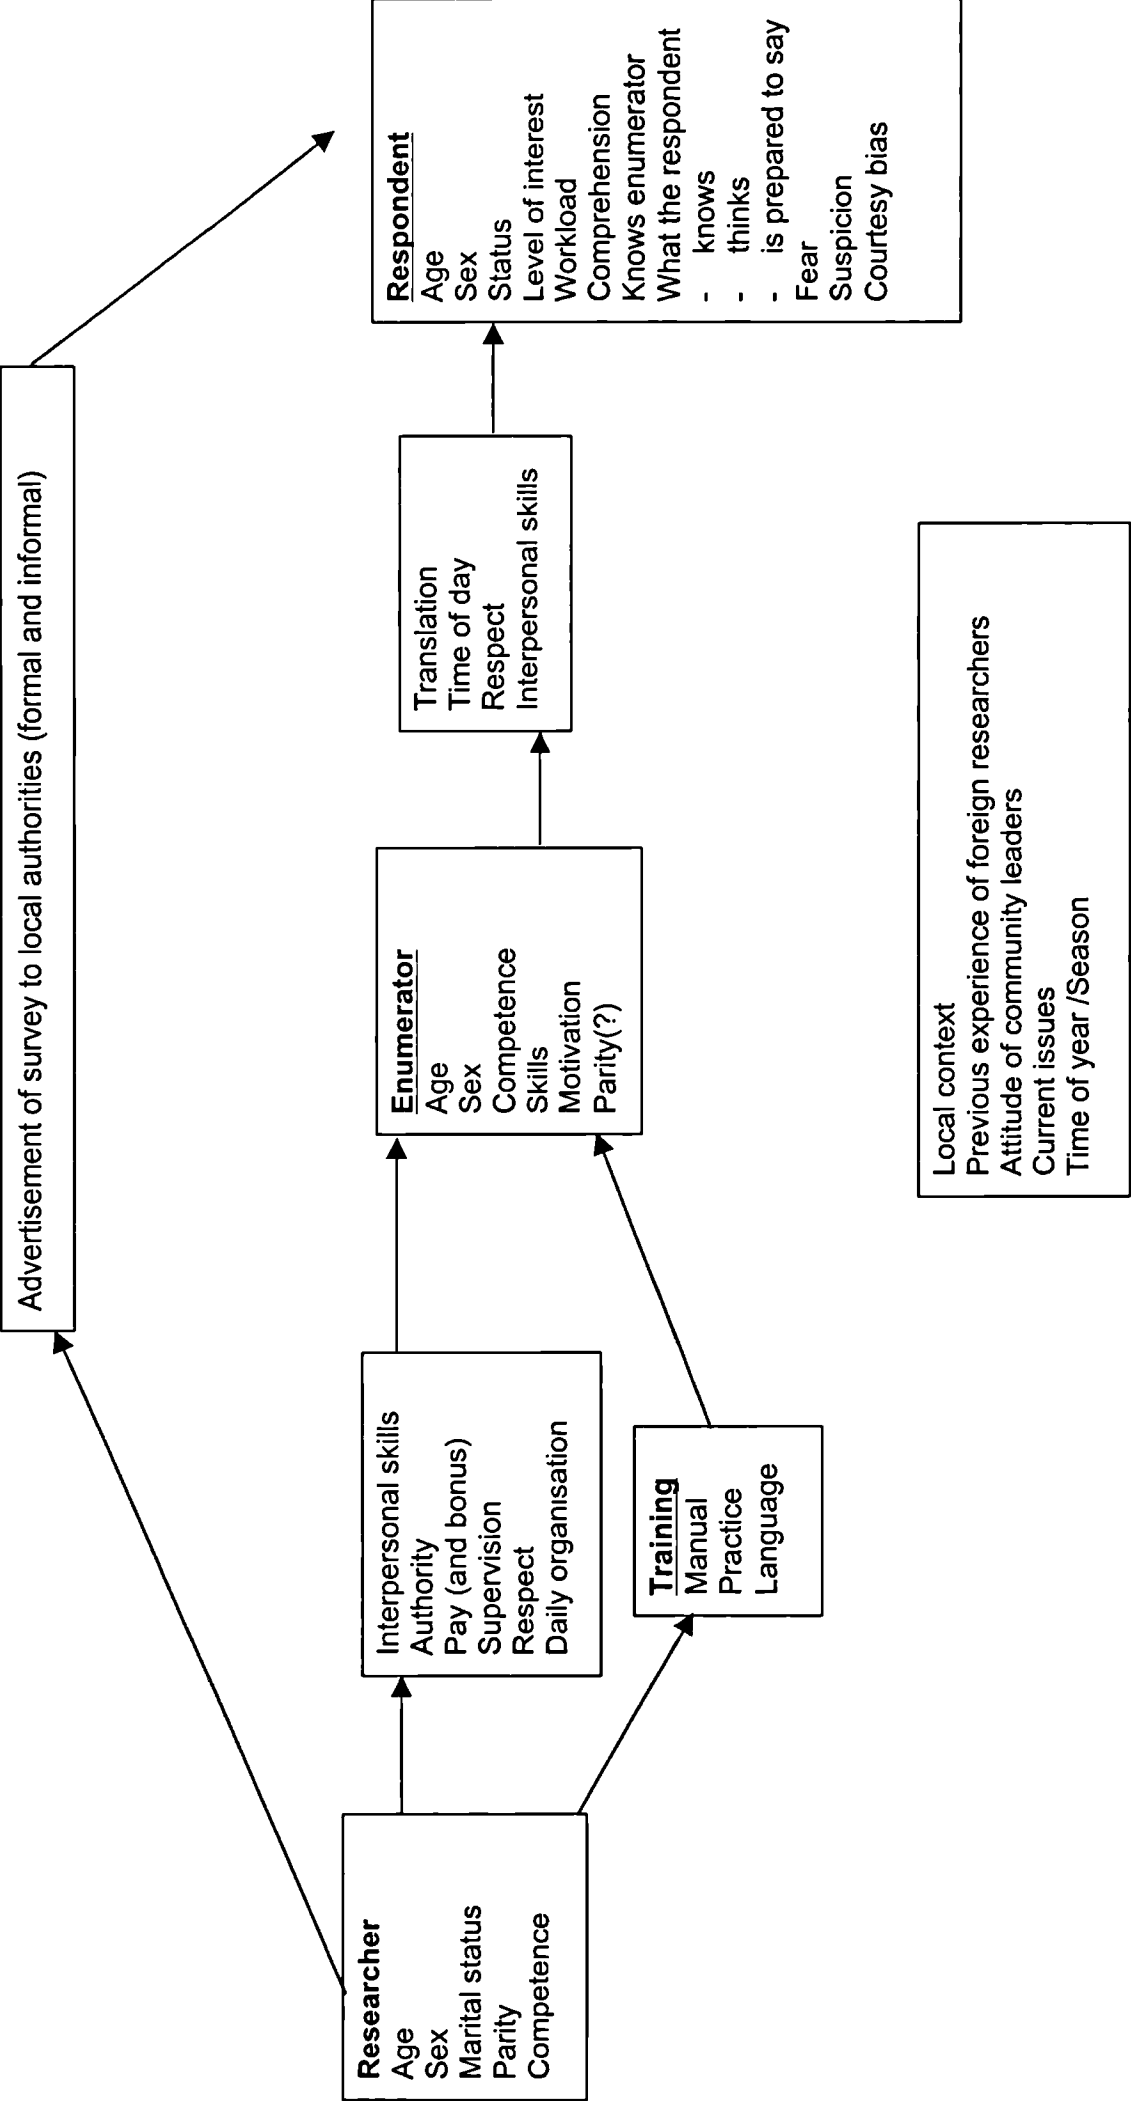 Advertisement of survey to local authorities (formal and informal)
Researcher
Age
Sex
Marital status
Parity
Competence
Interpersonal skills
Authority
Pay (and bonus)
Supervision
Respect
Daily organisation
Training
Manual
Practice
Language
Enumerator
Age
Sex
Competence
Skills
Motivation
Parity(?)
Translation
Time of day
Respect
Interpersonal skills
Respondent
Age
Sex
Status
Level of interest
Workload
Comprehension
Knows enumerator
What the respondent
- knows
- thinks
- is prepared to say
Fear
Suspicion
Courtesy bias
Local context
Previous experience of foreign researchers
Attitude of community leaders
Current issues
Time of year /Season